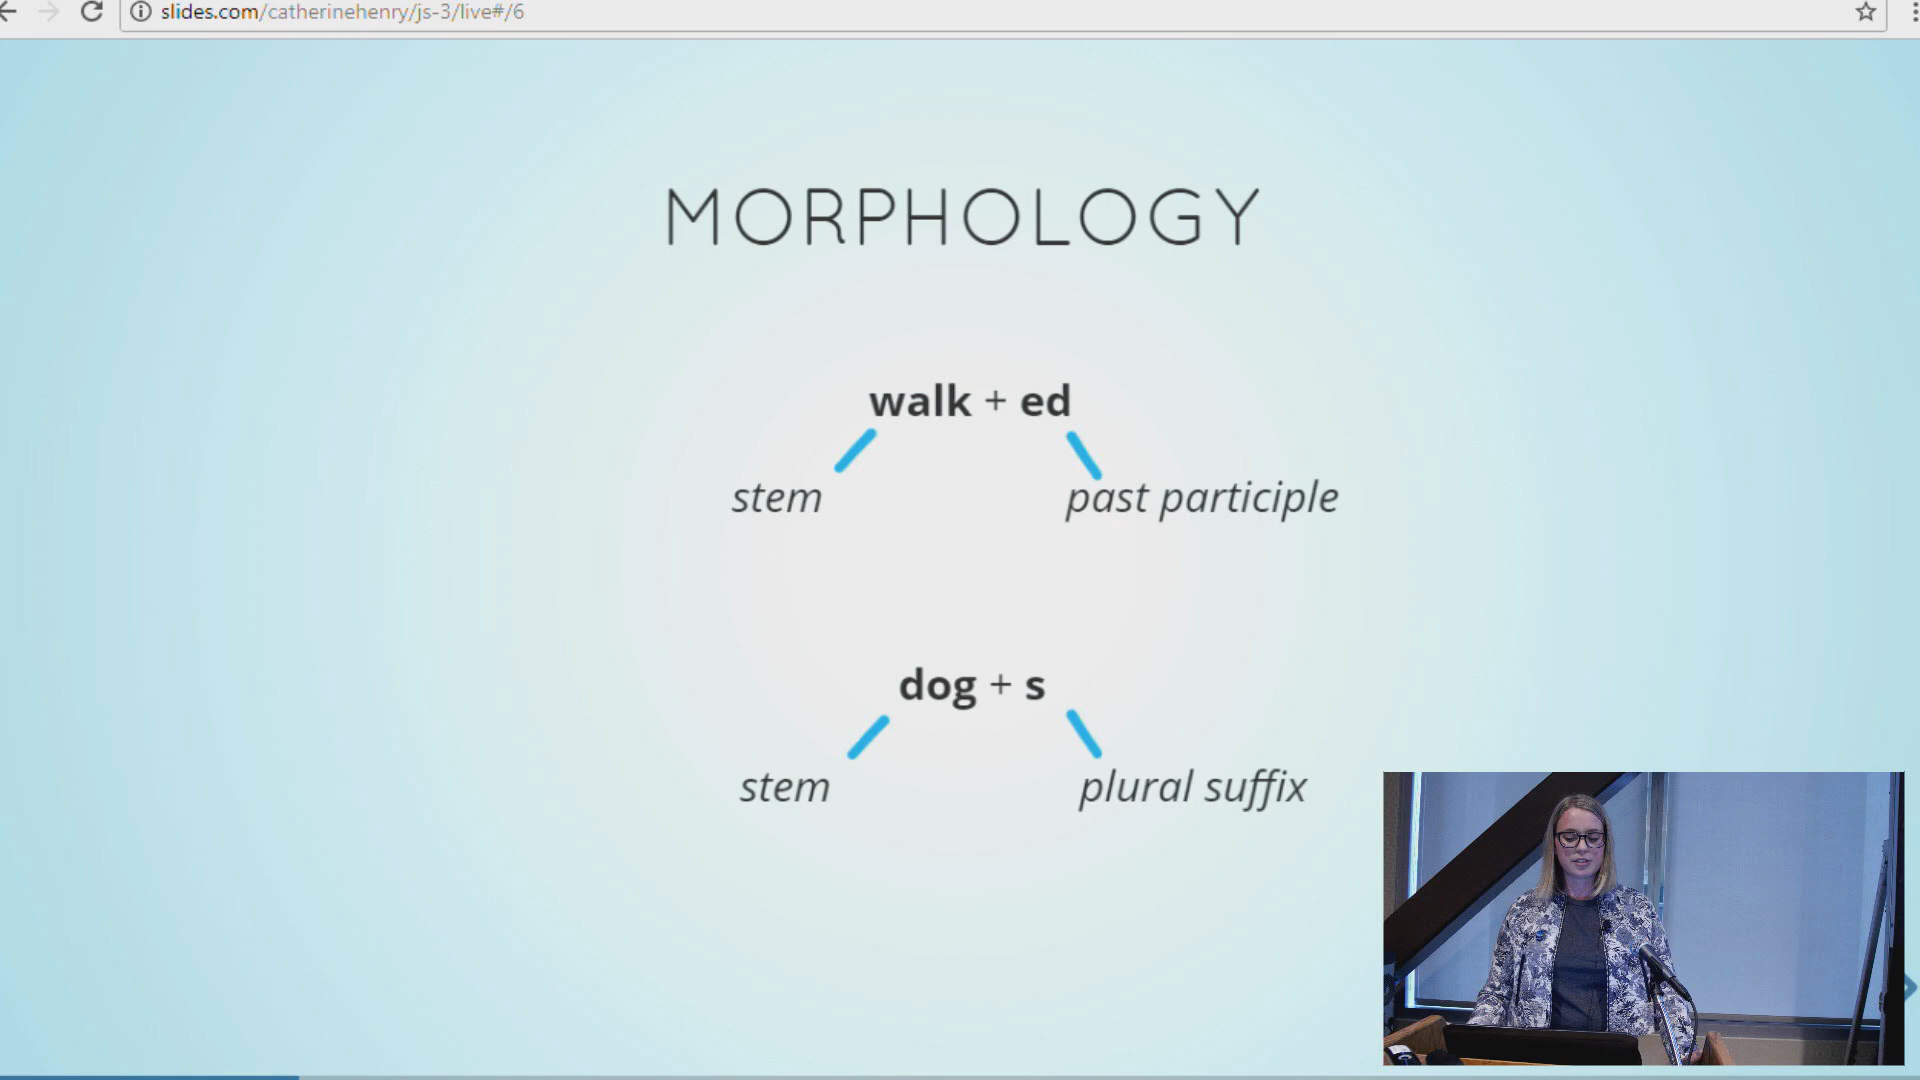 slides.com/catherinehenry/js-3/live#/6
MORPHOLOGY
walk + ed
stem past participle
dog + s
stem plural suffix